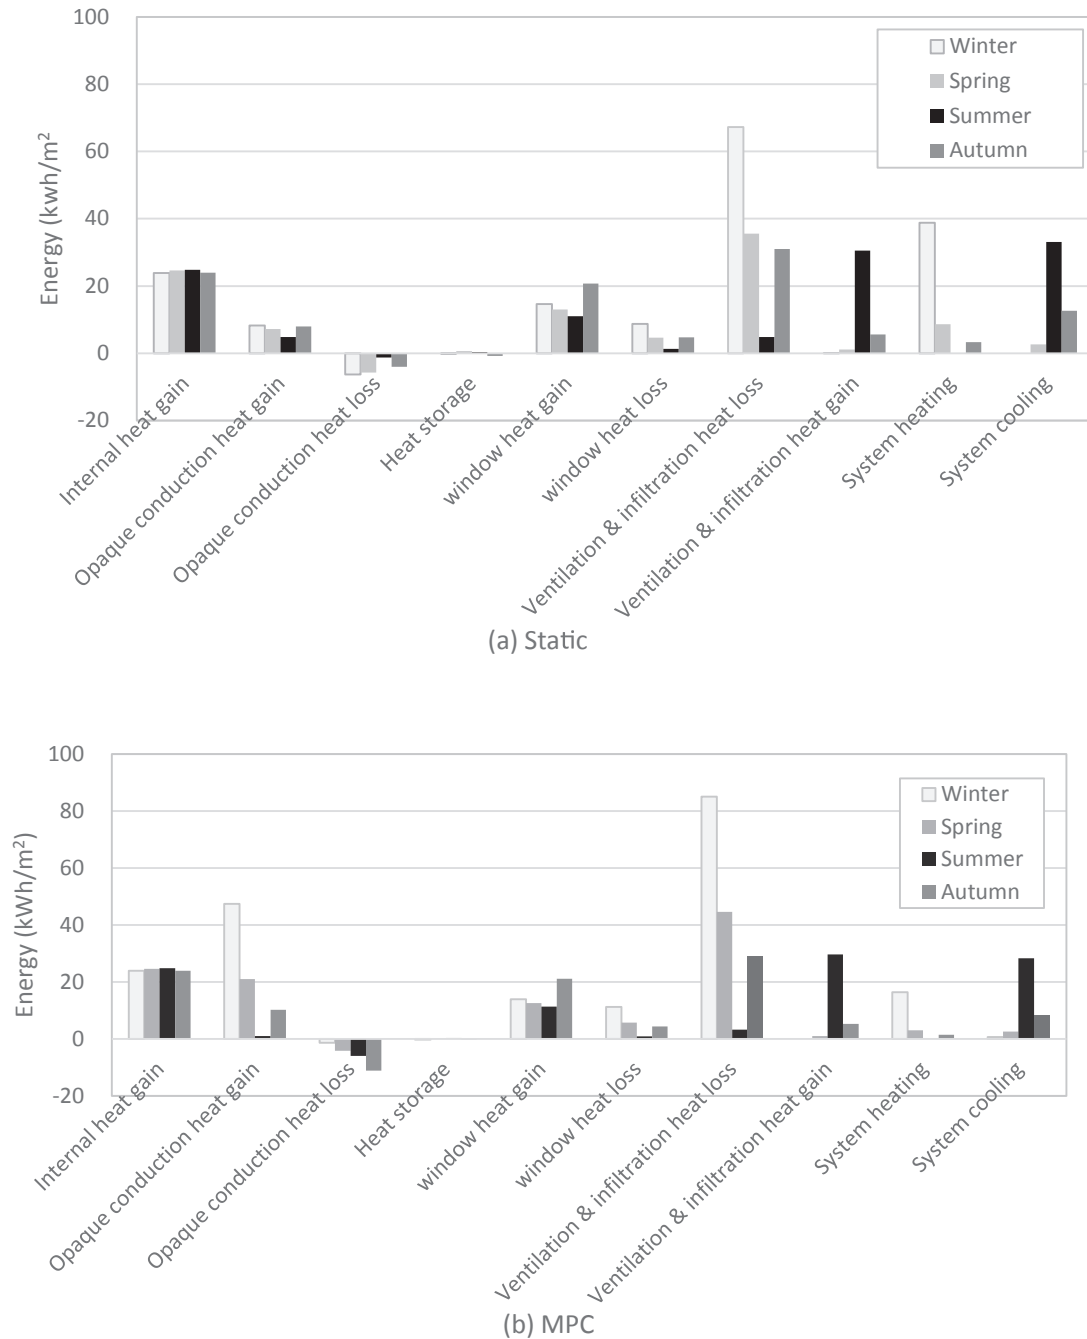 100
80
60
40
20
0
-20
Energy (kwh/m²)
Winter
Spring
Summer
Autumn
Internal heat gain
Opaque conduction heat gain
Opaque conduction heat loss
Heat storage
window heat gain
window heat loss
Ventilation & infiltration heat loss
Ventilation & infiltration heat gain
System heating
System cooling
(a) Static
100
80
60
40
20
0
-20
Energy (kWh/m²)
Winter
Spring
Summer
Autumn
Internal heat gain
Opaque conduction heat gain
Opaque conduction heat loss
Heat storage
window heat gain
window heat loss
Ventilation & infiltration heat loss
Ventilation & infiltration heat gain
System heating
System cooling
(b) MPC